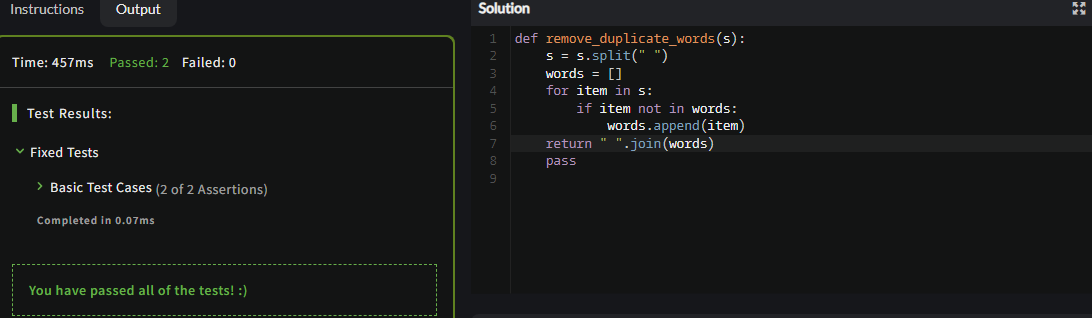 Instructions
Output
Time: 457ms Passed: 2 Failed: 0
Test Results:
Fixed Tests
Basic Test Cases (2 of 2 Assertions)
Completed in 0.07ms
You have passed all of the tests! :)
Solution
1 def remove_duplicate_words(s):
2     s = s.split(" ")
3     words = []
4     for item in s:
5         if item not in words:
6             words.append(item)
7     return " ".join(words)
8     pass
9